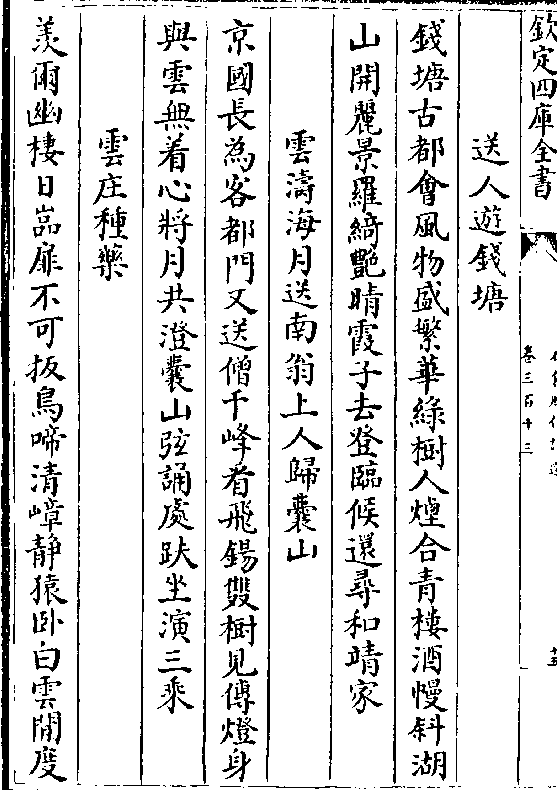 欽定四庫全書
卷三百十三
送人遊錢塘
錢塘古都會風物盛繁華綠樹人煙合青樓酒幔斜湖
山開麗景羅綺艷晴霞子去登臨候還尋和靖家
雲濤海月送南翁上人歸囊山
京國長為客都門又送僧千峰看飛錫雙樹見傳燈身
與雲無着心將月共澄囊山弦誦處趺坐演三乘
雲庄種藥
羡爾幽棲日嵓扉不可扳鳥啼清嶂静猿卧白雲閒度